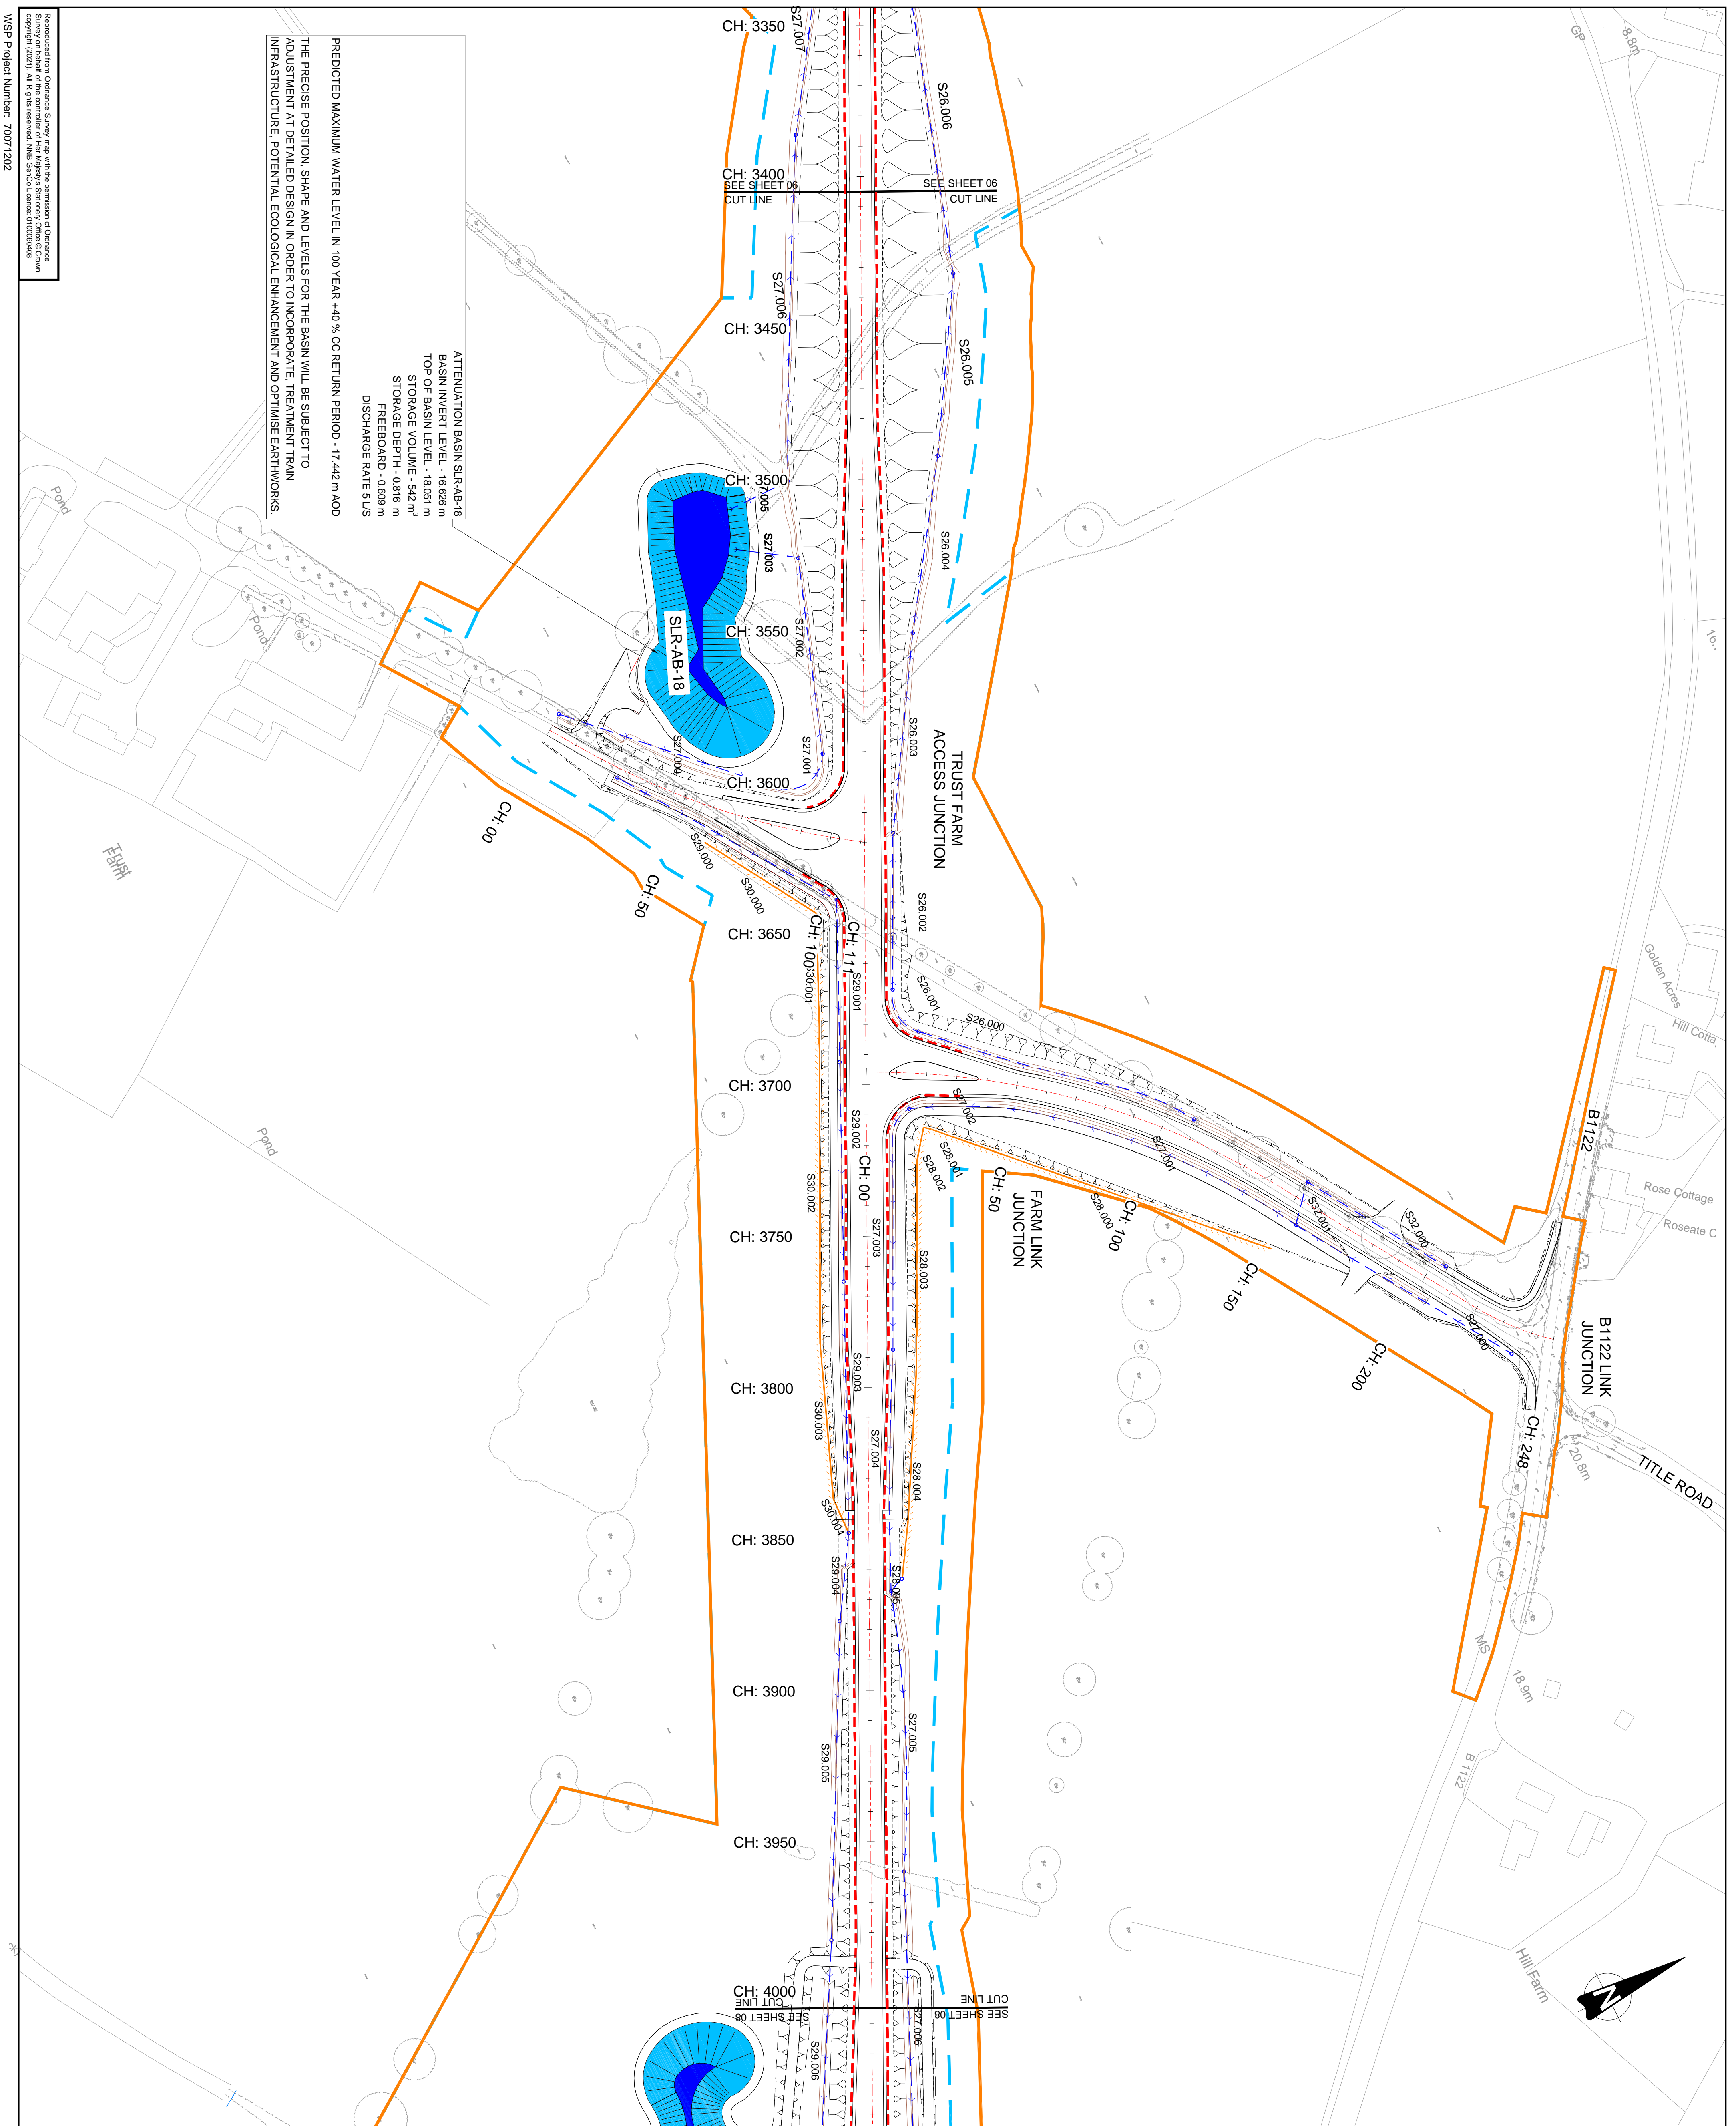 CH: 3350
S27.007
S26.006
GP
8.8m
CH: 3400
SEE SHEET 06
CUT LINE
SEE SHEET 06
CUT LINE
S27.006
CH: 3450
S26.005
CH: 3500
S27.003
S26.004
CH: 3550
S27.002
SLR-AB-18
S27.000
S27.001
S26.003
CH: 3600
TRUST FARM
ACCESS JUNCTION
ATTENUATION BASIN SLR-AB-18
BASIN INVERT LEVEL - 16.626 m
TOP OF BASIN LEVEL - 18.051 m
STORAGE VOLUME - 542 m³
STORAGE DEPTH - 0.816 m
FREEBOARD - 0.609 m
DISCHARGE RATE 5 L/S
PREDICTED MAXIMUM WATER LEVEL IN 100 YEAR +40 % CC RETURN PERIOD - 17.442 m AOD
THE PRECISE POSITION, SHAPE AND LEVELS FOR THE BASIN WILL BE SUBJECT TO
ADJUSTMENT AT DETAILED DESIGN IN ORDER TO INCORPORATE, TREATMENT TRAIN
INFRASTRUCTURE, POTENTIAL ECOLOGICAL ENHANCEMENT AND OPTIMISE EARTHWORKS.
Reproduced from Ordnance Survey map with the permission of Ordnance
Survey on behalf of the controller of Her Majesty's Stationery Office © Crown
copyright (2021). All Rights reserved. NNB GenCo Licence: 0100060408
WSP Project Number: 70071202
Pond
Pond
Trust
Farm
Pond
CH: 00
CH: 50
CH: 100
CH: 111
S29.000
S30.000
S26.002
CH: 3650
S30.001
S29.001
S26.001
S26.000
CH: 3700
S27.002
S29.002
CH: 00
S28.001
S28.002
S27.001
S30.002
CH: 50
FARM LINK
JUNCTION
S28.000
CH: 100
CH: 3750
S27.003
S28.003
CH: 150
S32.001
S32.000
S27.000
B1122
B1122 LINK
JUNCTION
CH: 200
CH: 248
Golden Acres
Hill Cotta.
Rose Cottage
Roseate C
16..
TITLE ROAD
20.8m
CH: 3800
S29.003
S30.003
S27.004
S28.004
CH: 3850
S30.004
S29.004
S28.005
MS
18.9m
B 1122
CH: 3900
S29.005
S27.005
CH: 3950
Hill Farm
N
CH: 4000
CUT LINE
SEE SHEET 08
CUT LINE
SEE SHEET 08
S29.006
S27.006